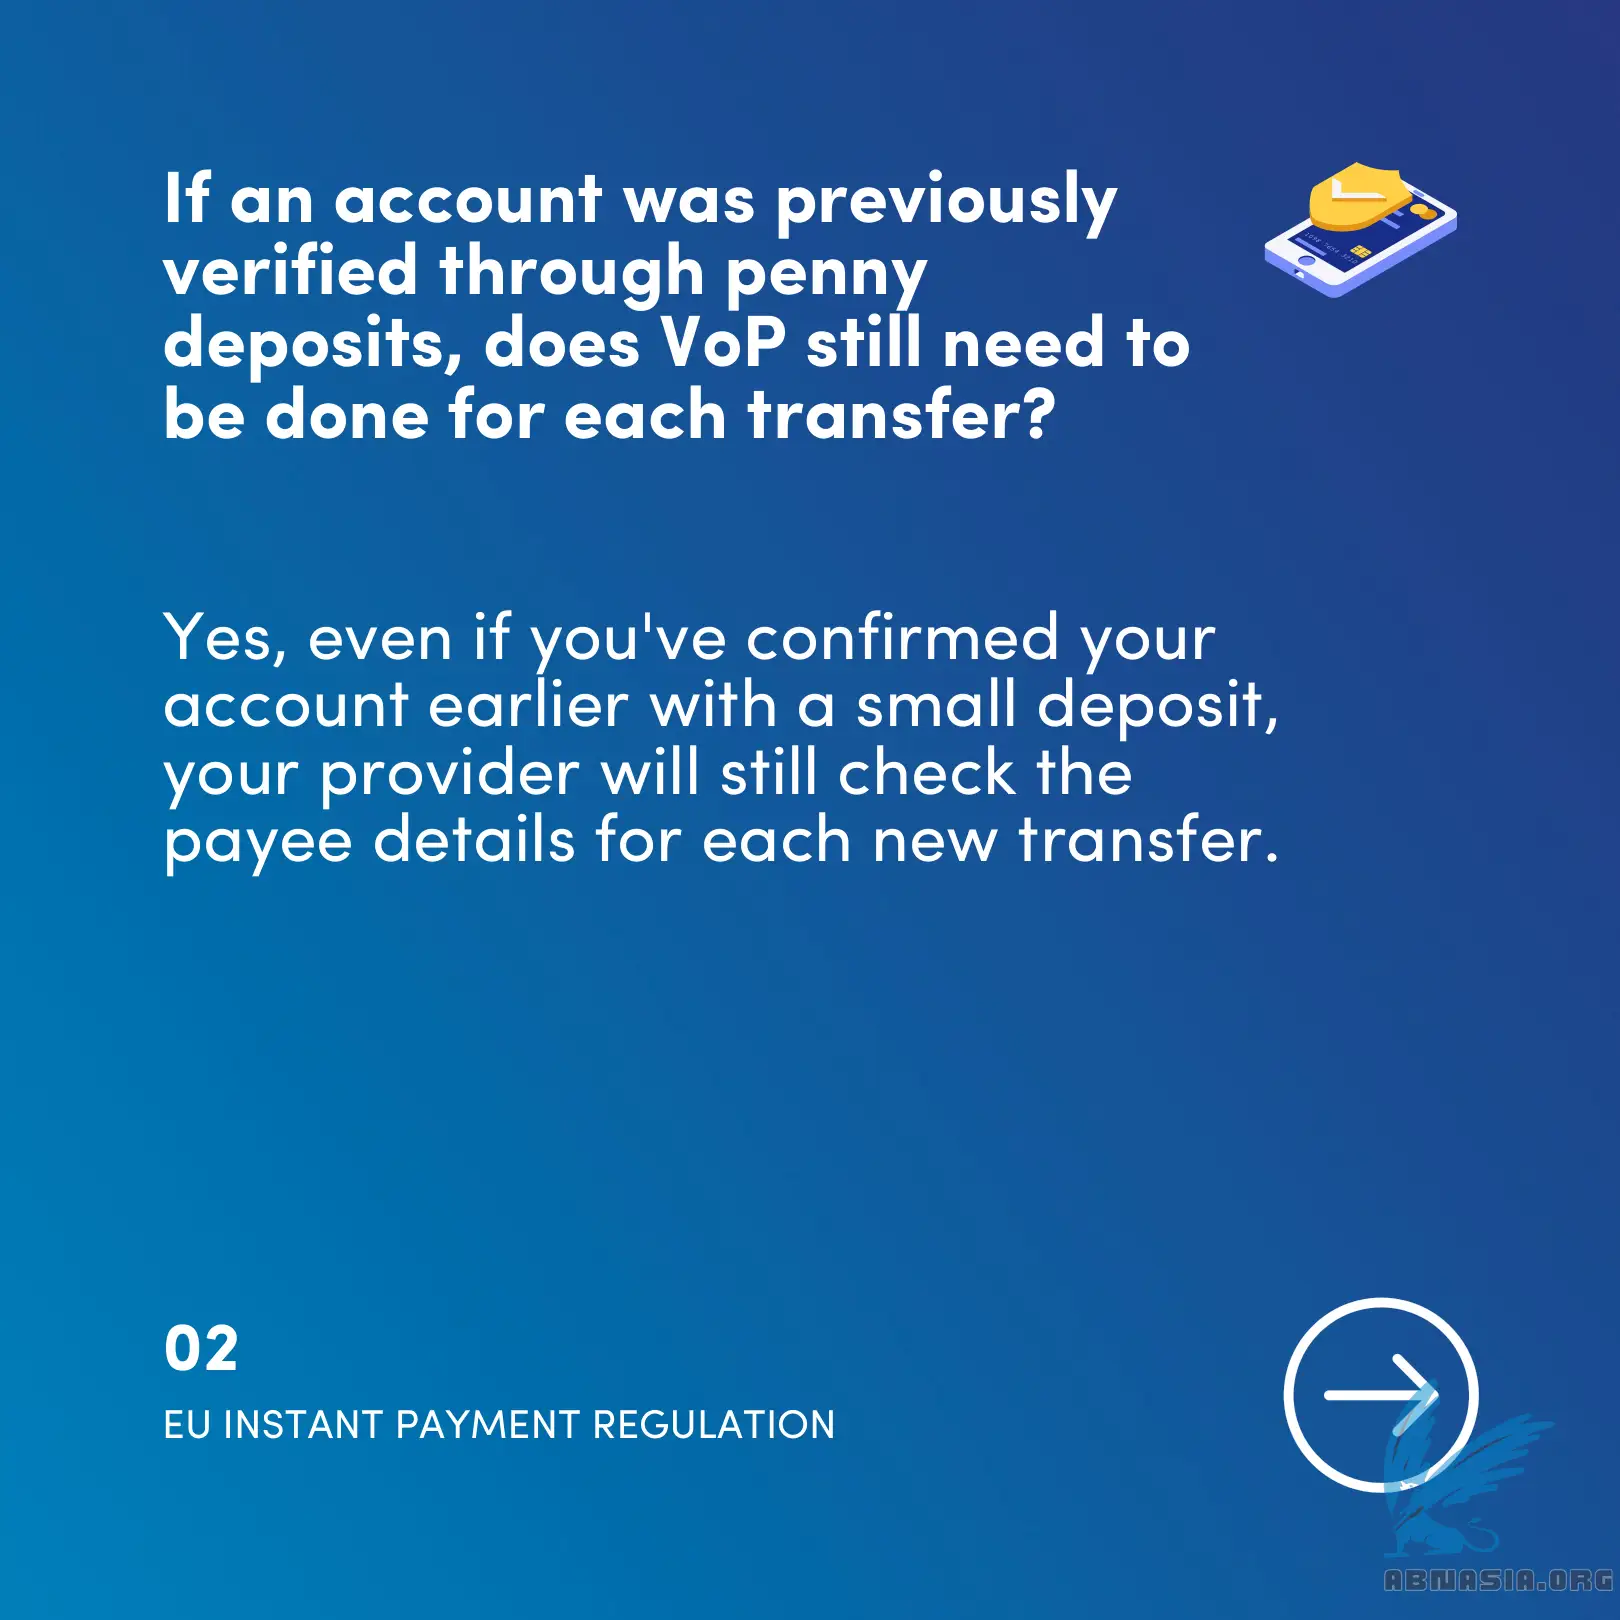 If an account was previously
verified through penny
deposits, does VoP still need to
be done for each transfer?
Yes, even if you've confirmed your
account earlier with a small deposit,
your provider will still check the
payee details for each new transfer.
02
EU INSTANT PAYMENT REGULATION
ABNASIA.ORG